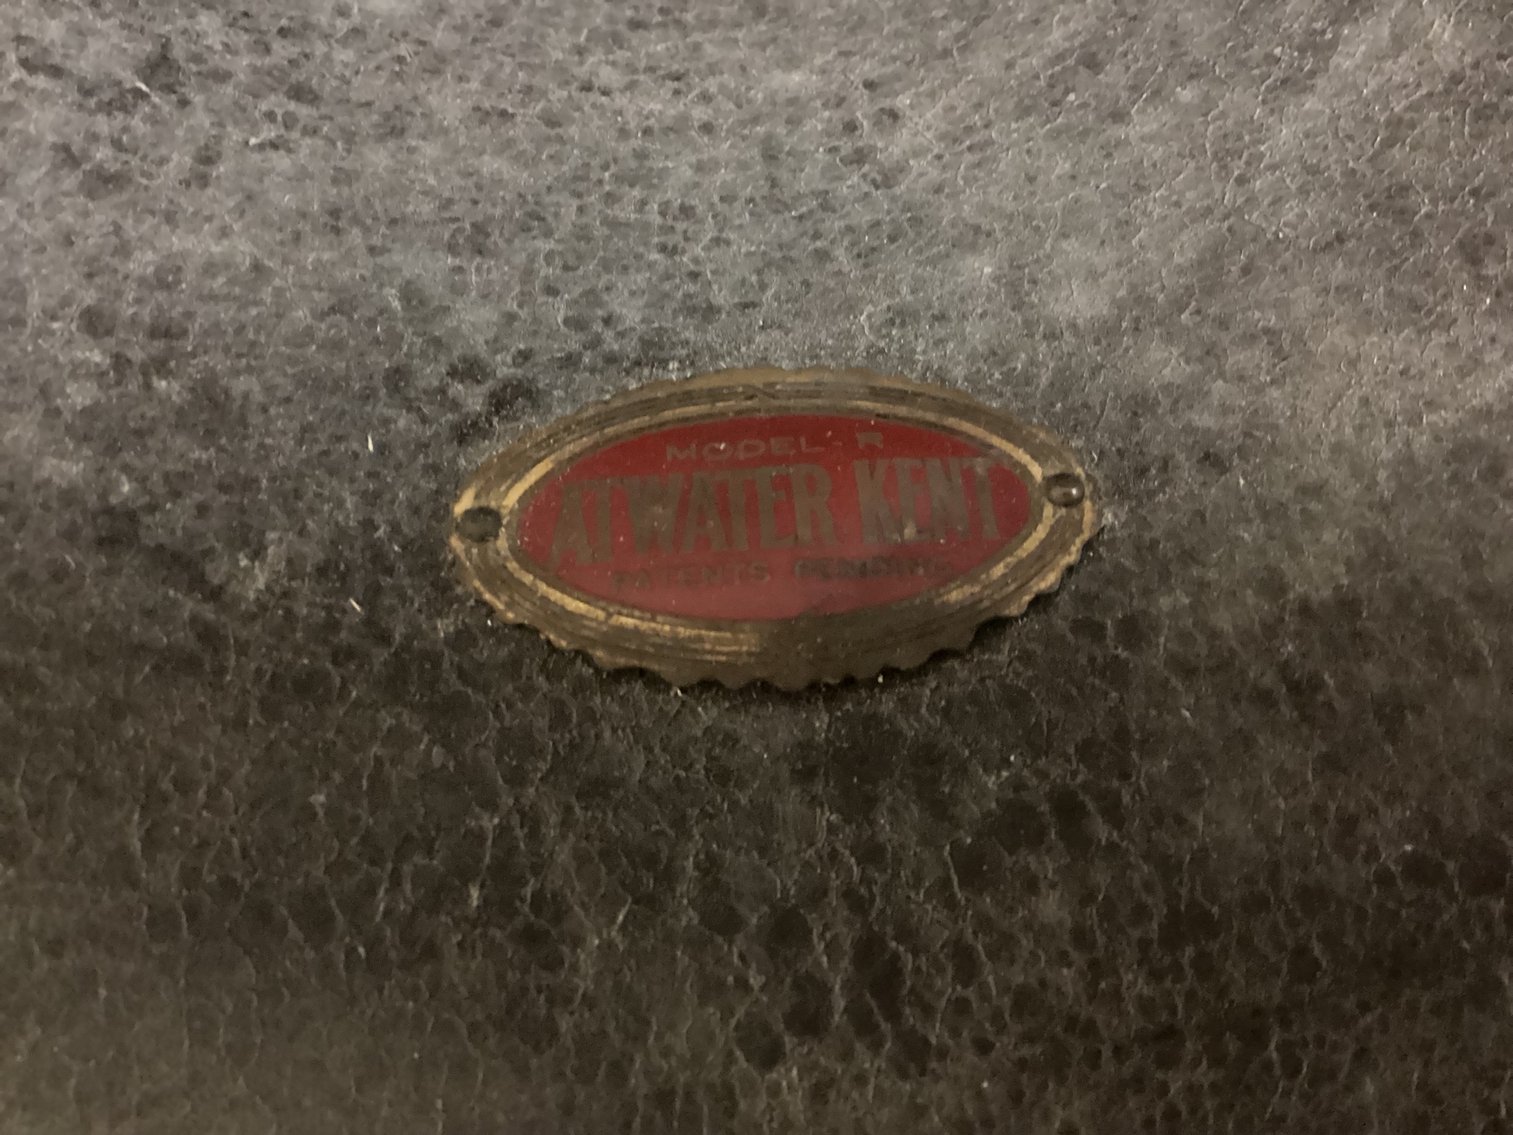 MODEL-
ATWATER KENT
PATENTS PENDING